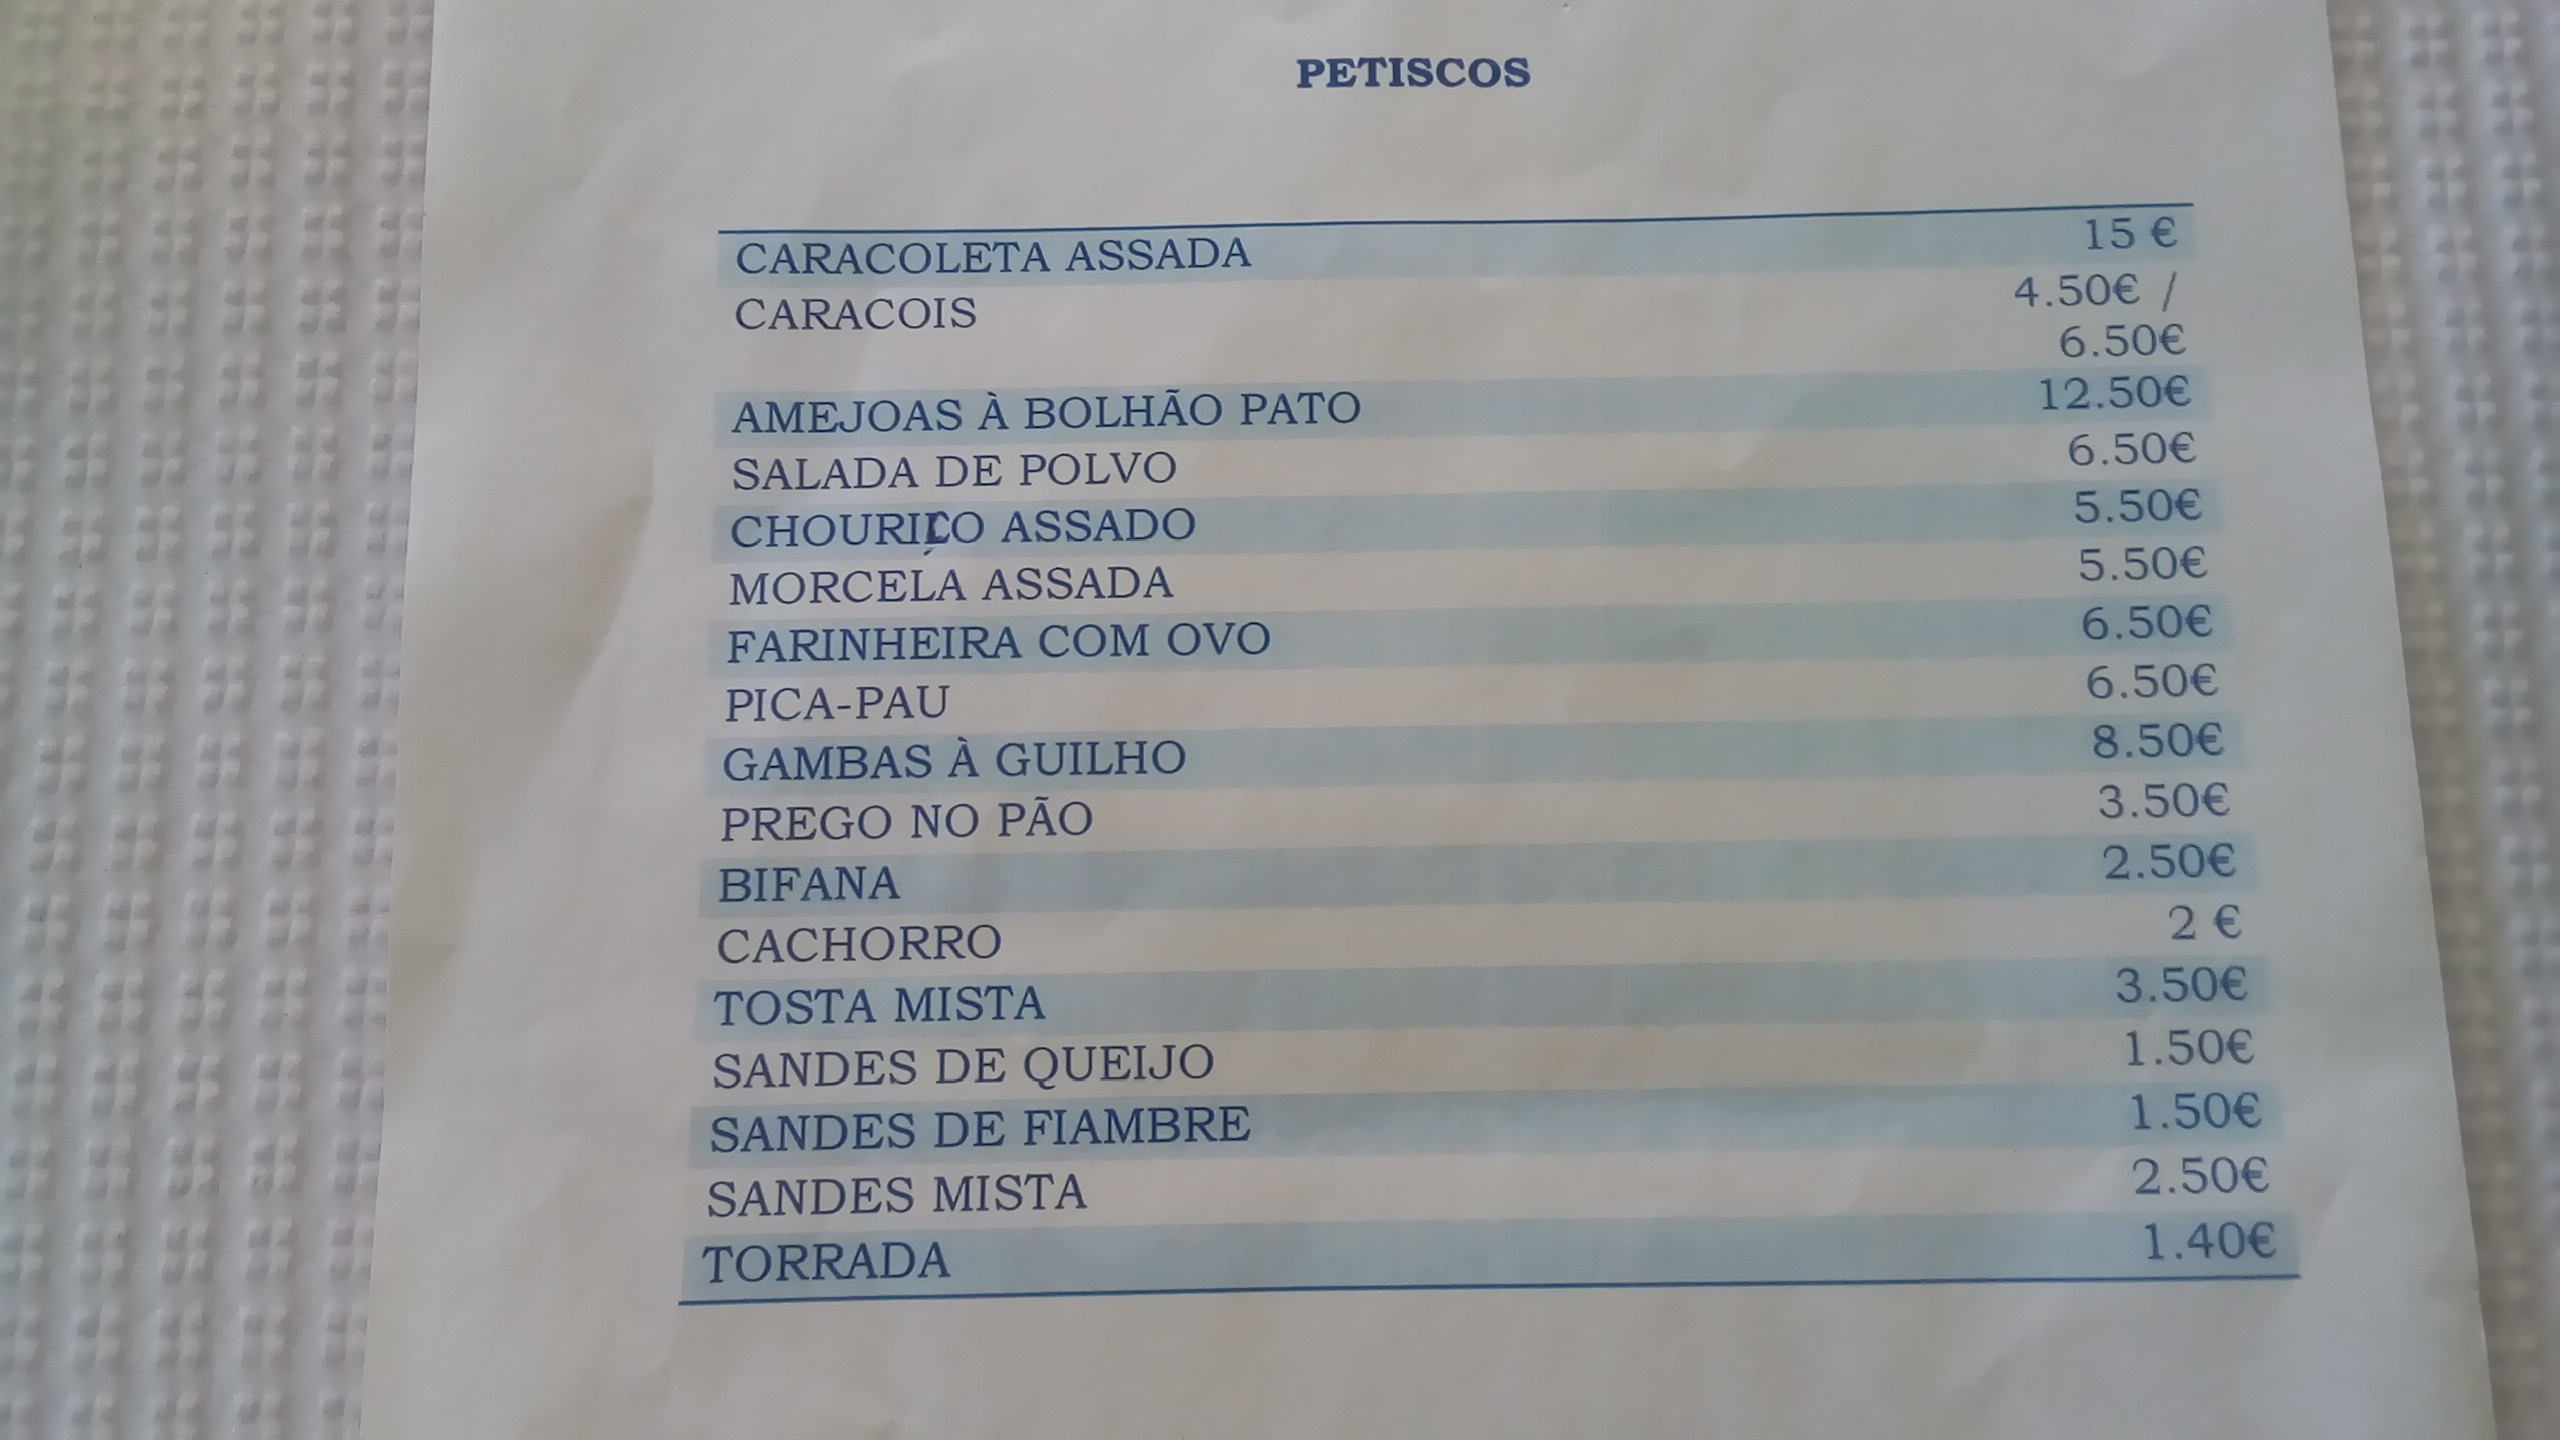 PETISCOS
CARACOLETA ASSADA 15 €
CARACOIS 4.50€ /
6.50€
AMEJOAS À BOLHÃO PATO 12.50€
SALADA DE POLVO 6.50€
CHOURIÇO ASSADO 5.50€
MORCELA ASSADA 5.50€
FARINHEIRA COM OVO 6.50€
PICA-PAU 6.50€
GAMBAS À GUILHO 8.50€
PREGO NO PÃO 3.50€
BIFANA 2.50€
CACHORRO 2 €
TOSTA MISTA 3.50€
SANDES DE QUEIJO 1.50€
SANDES DE FIAMBRE 1.50€
SANDES MISTA 2.50€
TORRADA 1.40€